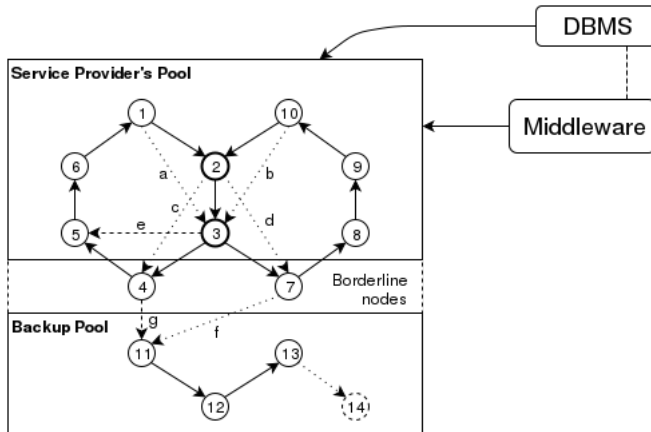 DBMS
Service Provider's Pool
Middleware
1
10
a
b
2
6
9
c
d
e
5
3
8
4
7
Borderline
nodes
g
f
Backup Pool
11
13
12
14